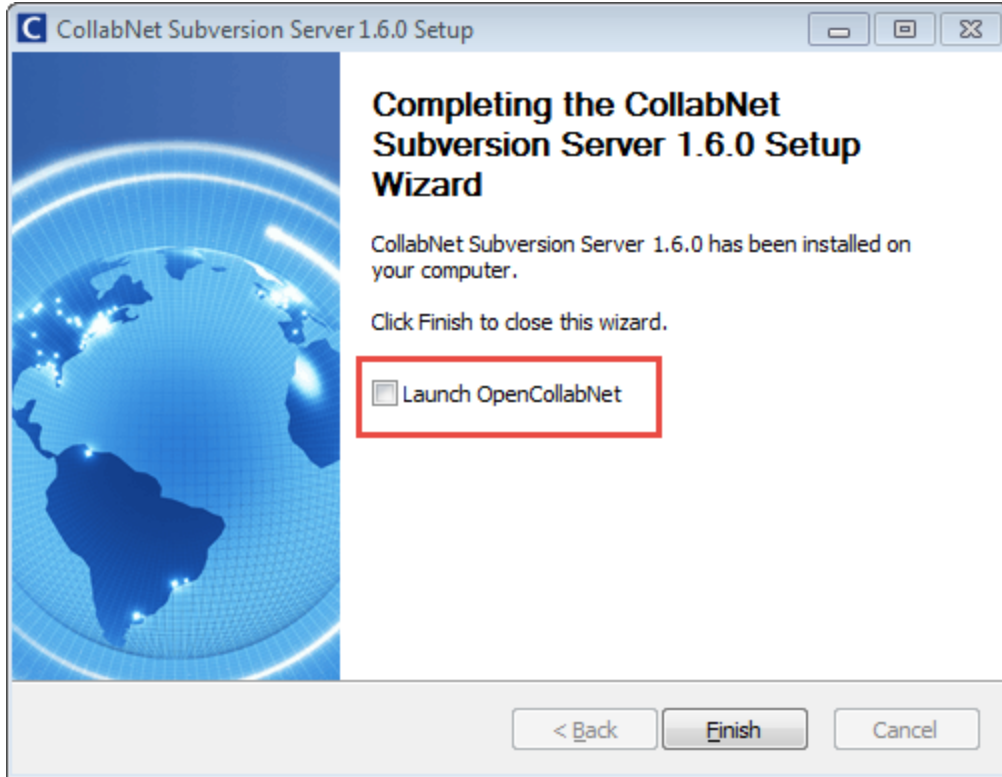 C CollabNet Subversion Server 1.6.0 Setup
Completing the CollabNet
Subversion Server 1.6.0 Setup
Wizard
CollabNet Subversion Server 1.6.0 has been installed on
your computer.
Click Finish to close this wizard.
Launch OpenCollabNet
< Back Finish Cancel